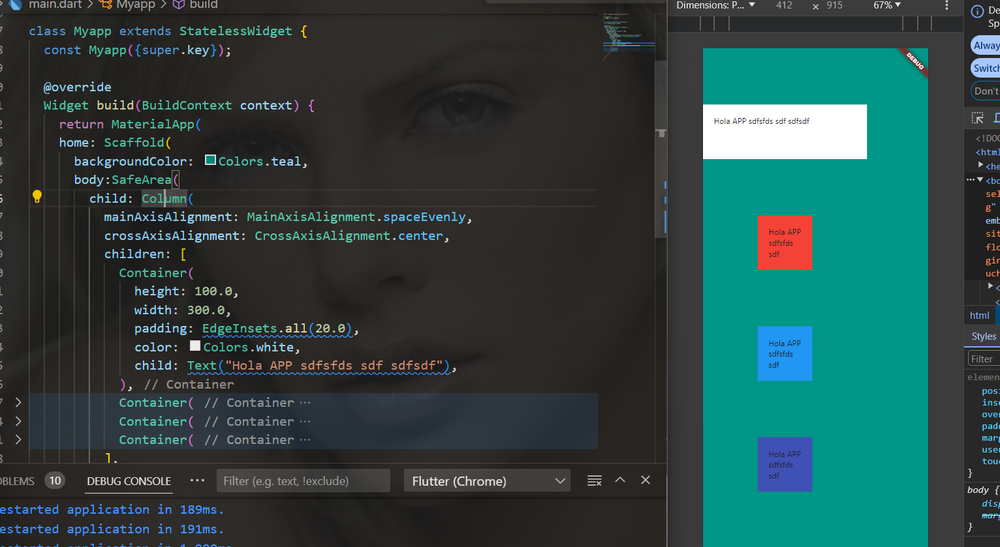 main.dart > Myapp > build
class Myapp extends StatelessWidget {
const Myapp({super.key});
@override
Widget build(BuildContext context) {
return MaterialApp(
home: Scaffold(
backgroundColor: Colors.teal,
body:SafeArea(
child: Column(
mainAxisAlignment: MainAxisAlignment.spaceEvenly,
crossAxisAlignment: CrossAxisAlignment.center,
children: [
Container(
height: 100.0,
width: 300.0,
padding: EdgeInsets.all(20.0),
color: Colors.white,
child: Text("Hola APP sdfsfds sdf sdfsdf"),
), // Container
Container( // Container ···
Container( // Container ···
Container( // Container ···
],
OBLEMS 10 DEBUG CONSOLE ··· Filter (e.g. text, !exclude) Flutter (Chrome)
estarted application in 189ms.
estarted application in 191ms.
Dimensions: P... 412 × 915 67%
DEBUG
Hola APP sdfsfds sdf sdfsdf
Hola APP
sdfsfds
sdf
Hola APP
sdfsfds
sdf
Hola APP
sdfsfds
sdf
De
Sp
Alway
Switch
Don't
<!DOC
<html
<he
<bo
sel
g"
emb
sit
flo
gin
uch
<
<
html
Styles
Filter
elemen
pos:
inse
over
padd
marg
user
touc
}
body {
disp
marg
}